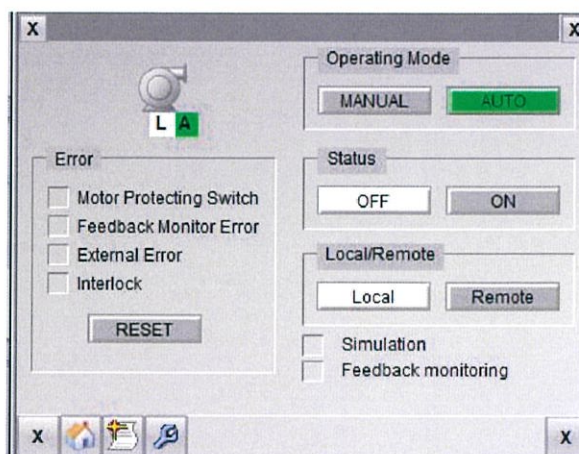 X
X
L A
Operating Mode
MANUAL
AUTO
Error
Motor Protecting Switch
Feedback Monitor Error
External Error
Interlock
RESET
Status
OFF
ON
Local/Remote
Local
Remote
Simulation
Feedback monitoring
X
X